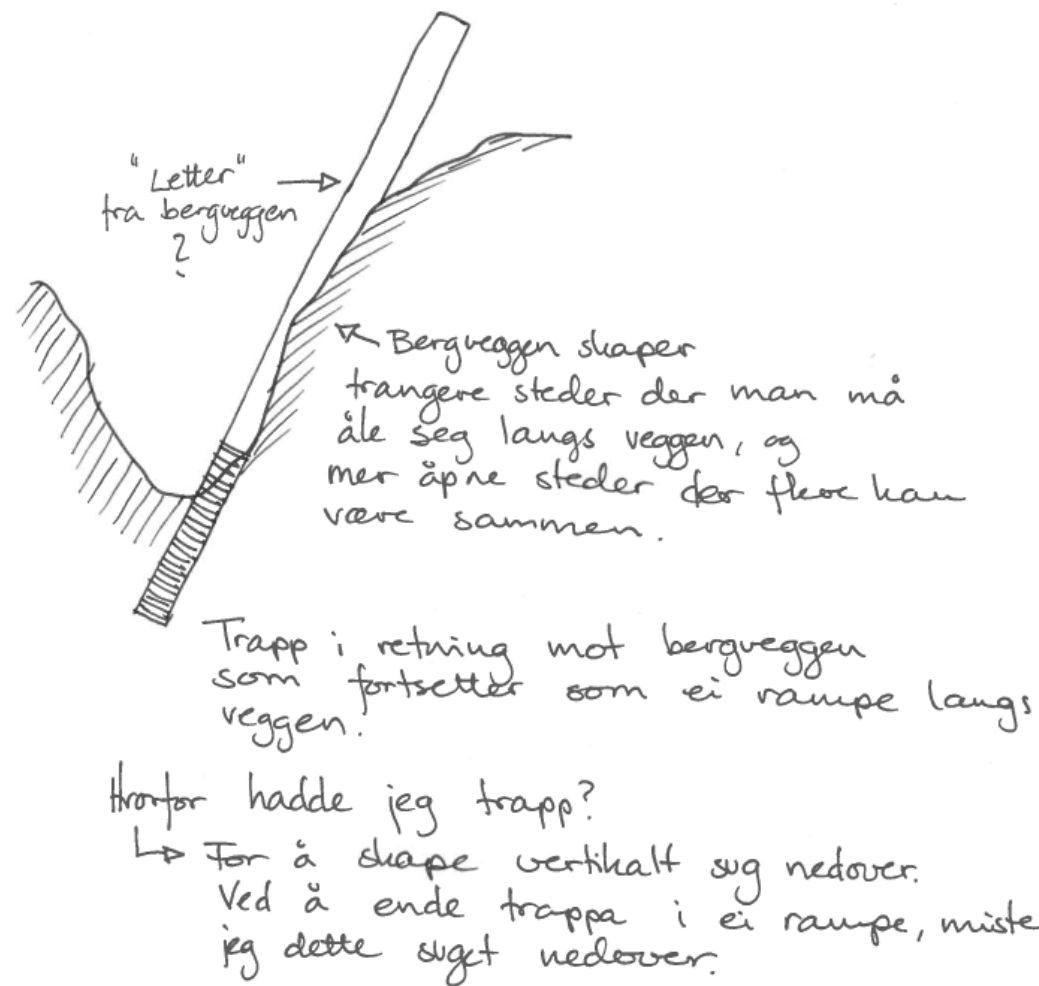 "Letter"
fra bergveggen
?
Bergveggen skaper
trangere steder der man må
åle seg langs veggen, og
mer åpne steder der flere kan
være sammen.
Trapp i retning mot bergveggen
som fortsetter som ei rampe langs
veggen.
Hvorfor hadde jeg trapp?
For å skape vertikalt sug nedover.
Ved å ende trappa i ei rampe, miste
jeg dette suget nedover.